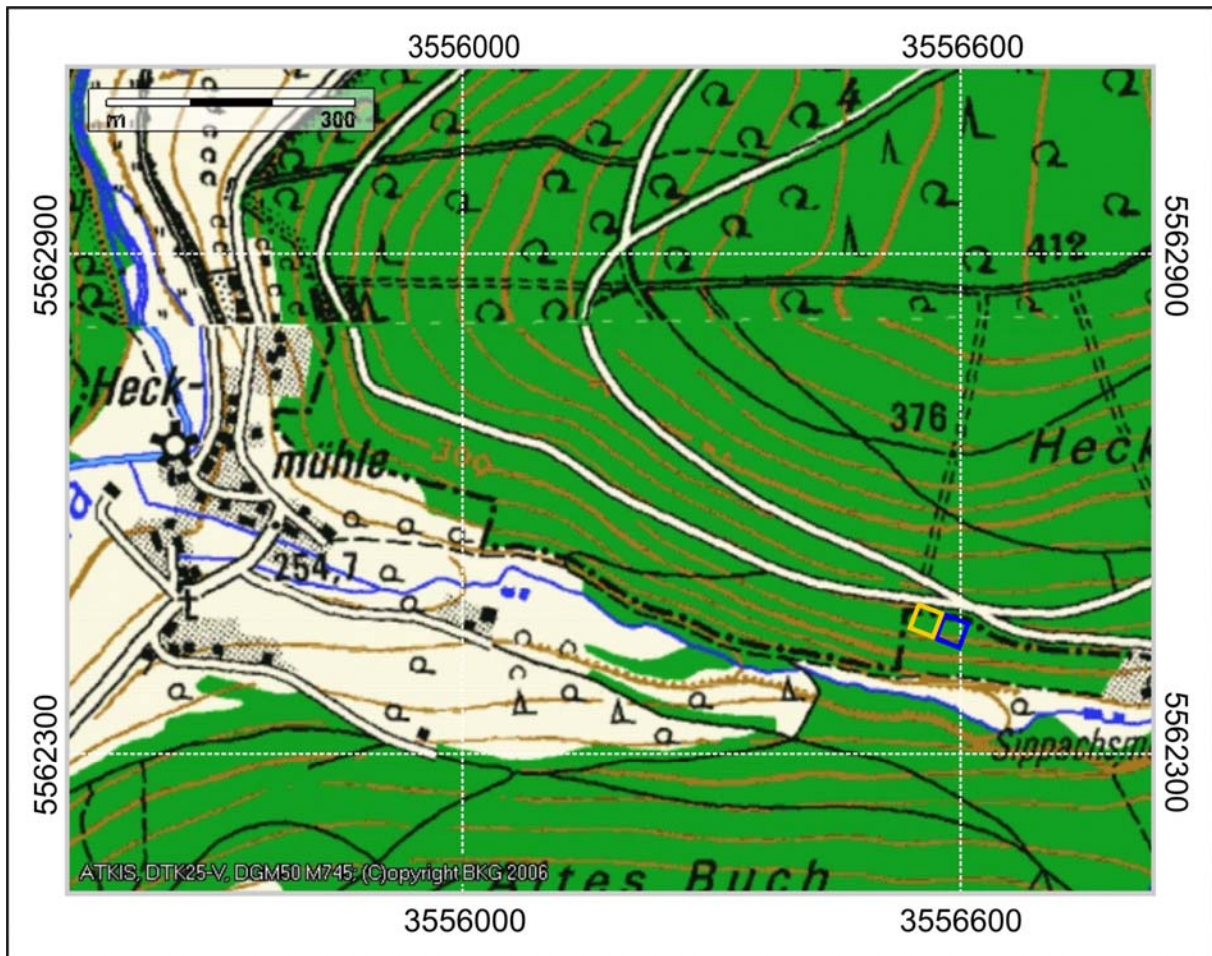 3556000 3556600
m 300
4
5562900
412
5562900
Heck-
376
Heck
mühle
300
254,7
5562300
Sippachsm
5562300
ATKIS, DTK25-V, DGM50 M745, (C)opyright BKG 2006
Altes Buch
3556000 3556600